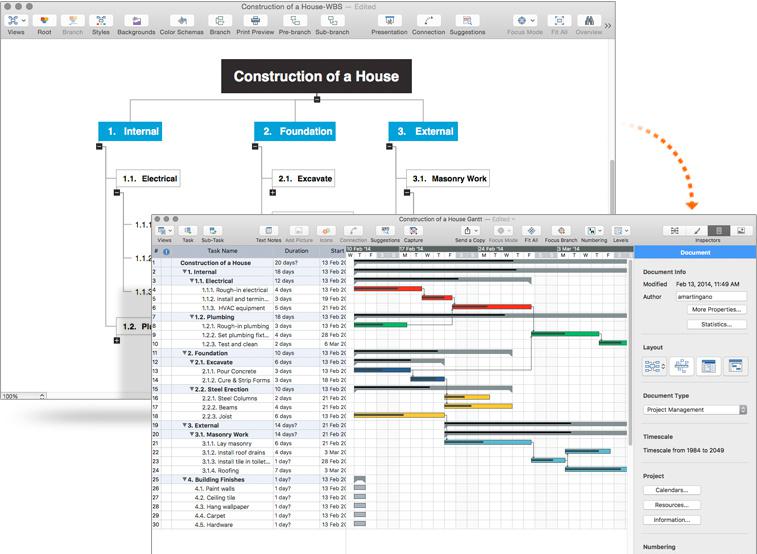 Construction of a House-WBS — Edited
Views Root Branch Styles Backgrounds Color Schemas Branch Print Preview Pre-branch Sub-branch Presentation Connection Suggestions Focus Mode Fit All Overview
Construction of a House
1. Internal 2. Foundation 3. External
1.1. Electrical 2.1. Excavate 3.1. Masonry Work
1.1.1
1.1.2
1.1.3
1.2.
100%
Construction of a House Gantt — Edited
Views Task Sub-Task Text Notes Add Picture Icons Connection Suggestions Capture Send a Copy Focus Mode Fit All Focus Branch Numbering Levels Inspectors
# Task Name Duration Start
10 Feb '14 17 Feb '14 24 Feb '14 3 Mar '14
Construction of a House 20 days? 13 Feb 20
2 1. Internal 18 days 13 Feb 20
3 1.1. Electrical 12 days 13 Feb 20
4 1.1.1. Rough-in electrical 4 days 13 Feb 20
5 1.1.2. Install and termin... 3 days 19 Feb 20
6 1.1.3. HVAC equipment 5 days 21 Feb 20
7 1.2. Plumbing 18 days 13 Feb 20
8 1.2.1. Rough-in plumbing 3 days 13 Feb 20
9 1.2.2. Set plumbing fixt... 4 days 28 Feb 20
10 1.2.3. Test and clean 2 days 6 Mar 20
11 2. Foundation 10 days 13 Feb 20
12 2.1. Excavate 6 days 13 Feb 20
13 2.1.1. Pour Concrete 3 days 13 Feb 20
14 2.1.2. Cure & Strip Forms 3 days 18 Feb 20
15 2.2. Steel Erection 10 days 13 Feb 20
16 2.2.1. Steel Columns 2 days 21 Feb 20
17 2.2.2. Beams 4 days 21 Feb 20
18 2.2.3. Joist 6 days 13 Feb 20
19 3. External 14 days? 21 Feb 20
20 3.1. Masonry Work 14 days? 21 Feb 20
21 3.1.1. Lay masonry 6 days 21 Feb 20
22 3.1.2. Install roof drains 4 days 3 Mar 20
23 3.1.3. Install tile in toilet... 1 day? 28 Feb 20
24 3.1.4. Roofing 7 days 3 Mar 20
25 4. Building Finishes 1 day? 13 Feb 20
26 4.1. Paint walls 1 day? 13 Feb 20
27 4.2. Ceiling tile 1 day? 13 Feb 20
28 4.3. Hang wallpaper 1 day? 13 Feb 20
29 4.4. Carpet 1 day? 13 Feb 20
30 4.5. Hardware 1 day? 13 Feb 20
Document
Document Info
Modified Feb 13, 2014, 11:49 AM
Author amartingano
More Properties...
Statistics...
Layout
Document Type
Project Management
Timescale
Timescale from 1984 to 2049
Project
Calendars...
Resources...
Information...
Numbering